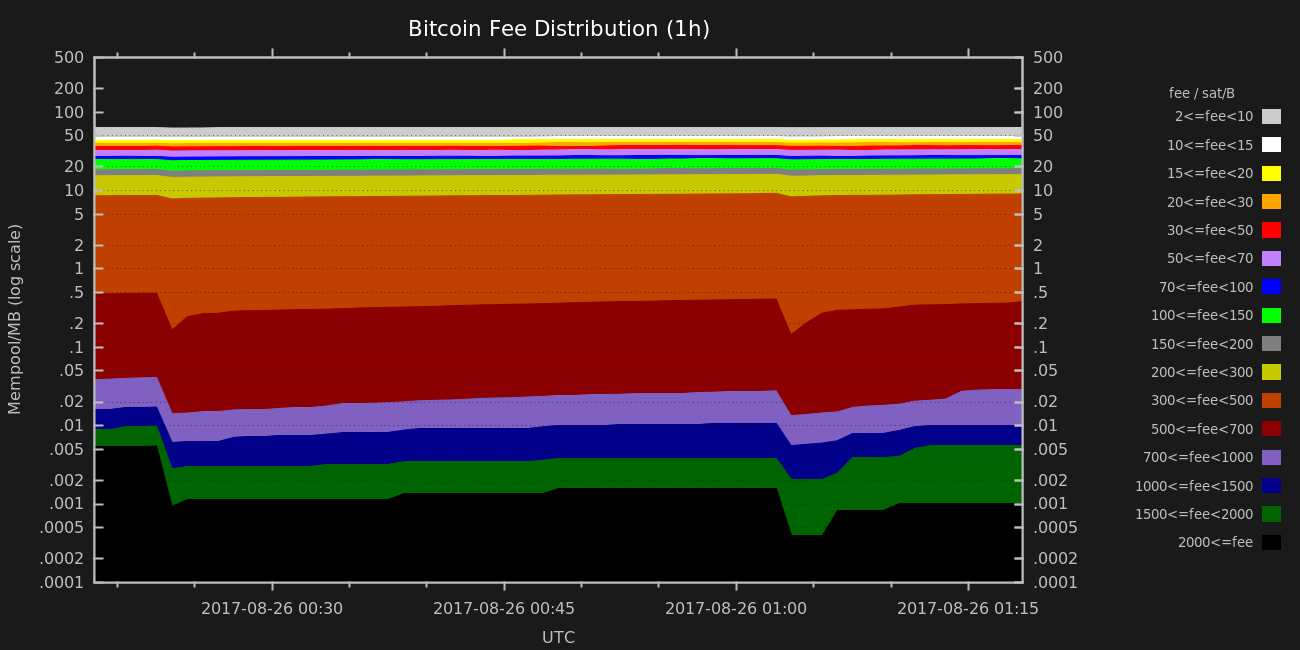 Bitcoin Fee Distribution (1h)
Mempool/MB (log scale)
500
200
100
50
20
10
5
2
1
.5
.2
.1
.05
.02
.01
.005
.002
.001
.0005
.0002
.0001
500
200
100
50
20
10
5
2
1
.5
.2
.1
.05
.02
.01
.005
.002
.001
.0005
.0002
.0001
fee / sat/B
2<=fee<10
10<=fee<15
15<=fee<20
20<=fee<30
30<=fee<50
50<=fee<70
70<=fee<100
100<=fee<150
150<=fee<200
200<=fee<300
300<=fee<500
500<=fee<700
700<=fee<1000
1000<=fee<1500
1500<=fee<2000
2000<=fee
2017-08-26 00:30 2017-08-26 00:45 2017-08-26 01:00 2017-08-26 01:15
UTC